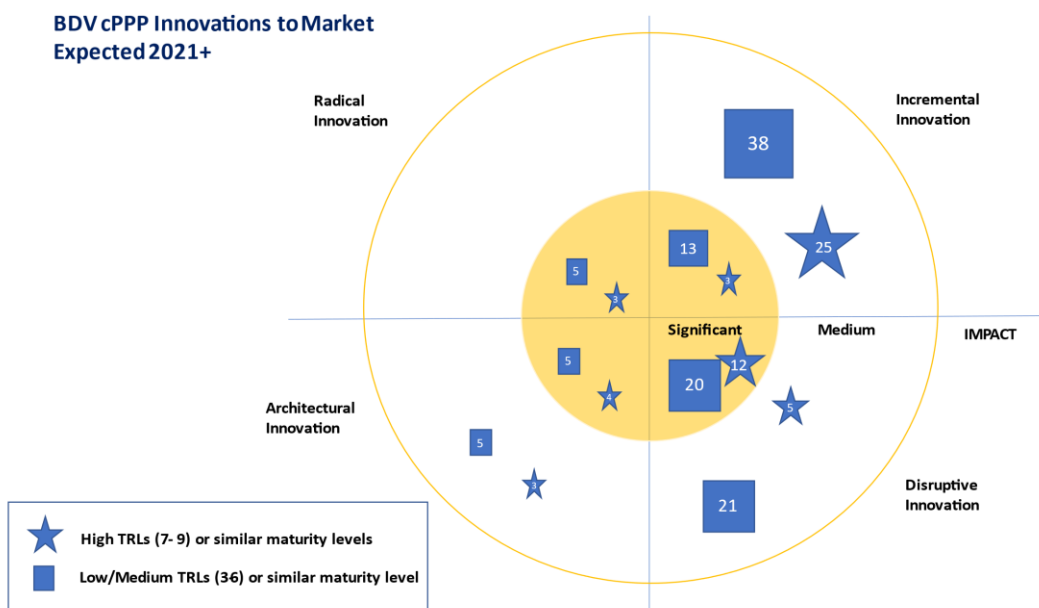 BDV cPPP Innovations to Market
Expected 2021+
Radical
Innovation
Incremental
Innovation
38
25
13
5
3
3
Significant
Medium
IMPACT
5
12
20
4
5
Architectural
Innovation
5
3
21
Disruptive
Innovation
High TRLs (7- 9) or similar maturity levels
Low/Medium TRLs (36) or similar maturity level